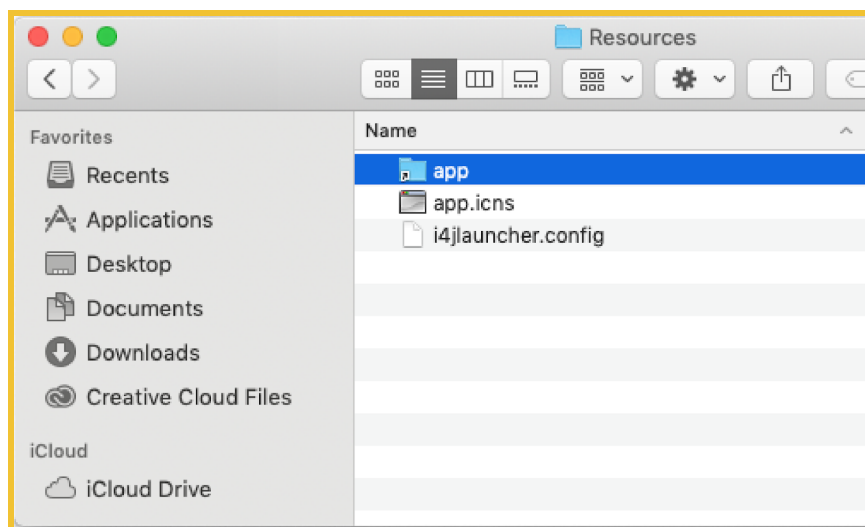 Resources
Favorites
Recents
Applications
Desktop
Documents
Downloads
Creative Cloud Files
iCloud
iCloud Drive
Name
app
app.icns
i4jlauncher.config